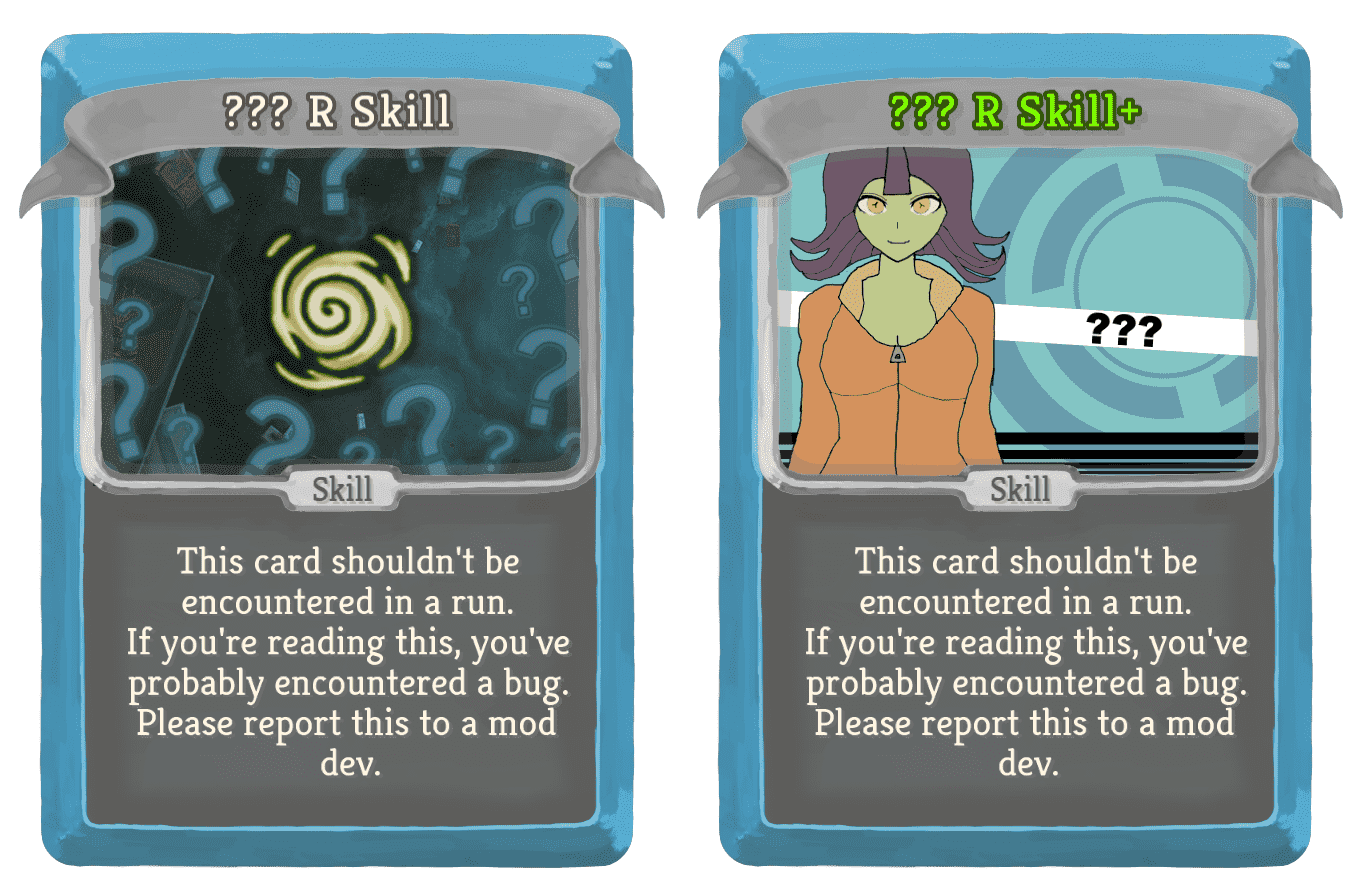 ??? R Skill
Skill
This card shouldn't be
encountered in a run.
If you're reading this, you've
probably encountered a bug.
Please report this to a mod
dev.
??? R Skill+
???
Skill
This card shouldn't be
encountered in a run.
If you're reading this, you've
probably encountered a bug.
Please report this to a mod
dev.